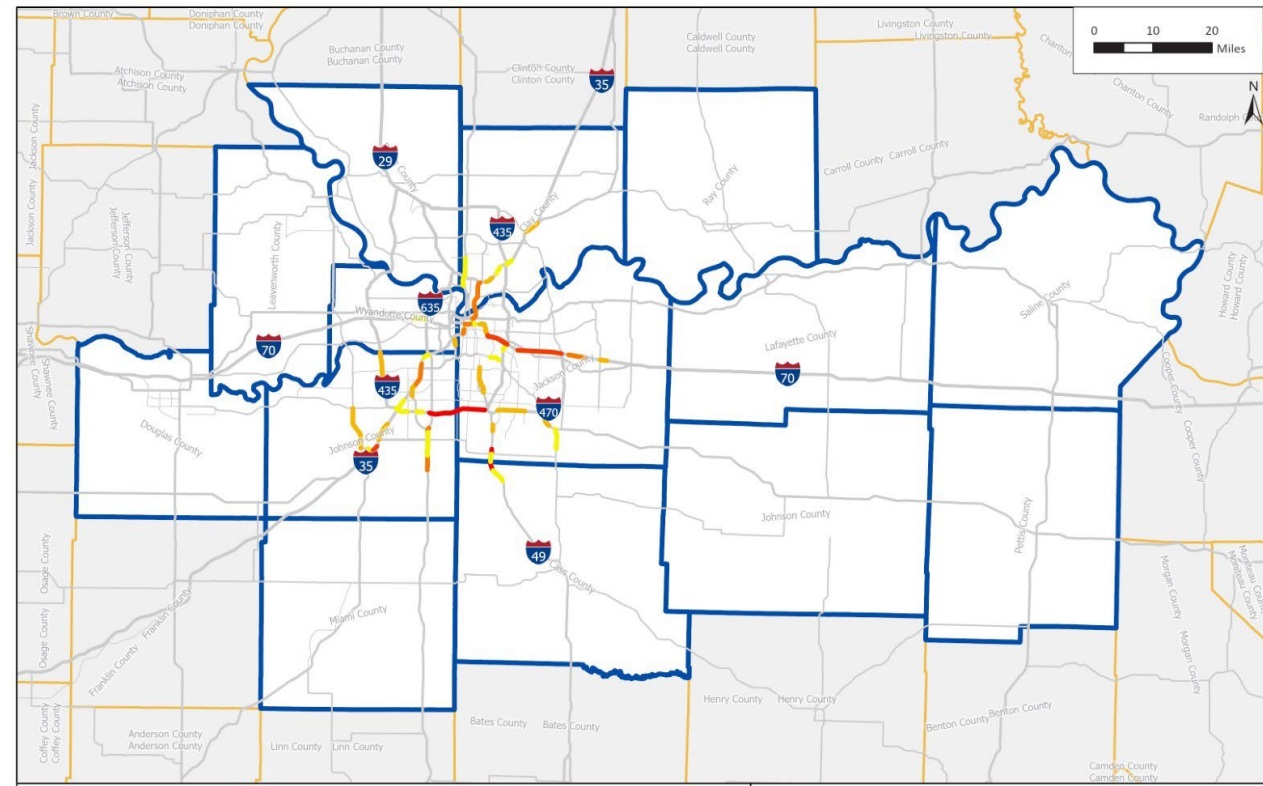 Brown County
Doniphan County
Doniphan County
Buchanan County
Buchanan County
Caldwell County
Caldwell County
Livingston County
Livingston County
0 10 20
Miles
N
Atchison County
Atchison County
Clinton County
Clinton County
35
Chariton County
Jackson County
Jackson County
29
County
Ray County
Carroll County
Carroll County
Jefferson County
Jefferson County
Leavenworth County
435
Clay County
Howard County
Howard County
635
Wyandotte County
Saline County
Shawnee County
Shawnee County
70
Lafayette County
70
435
Jackson County
470
Cooper County
Cooper County
Douglas County
Johnson County
35
Johnson County
Pettis County
49
Cass County
Osage County
Osage County
Osage County
Morgan County
Morgan County
Moniteau County
Moniteau County
Franklin County
Franklin County
Miami County
Henry County
Henry County
Bates County
Bates County
Benton County
Benton County
Coffey County
Coffey County
Anderson County
Anderson County
Linn County
Linn County
Camden County
Camden County